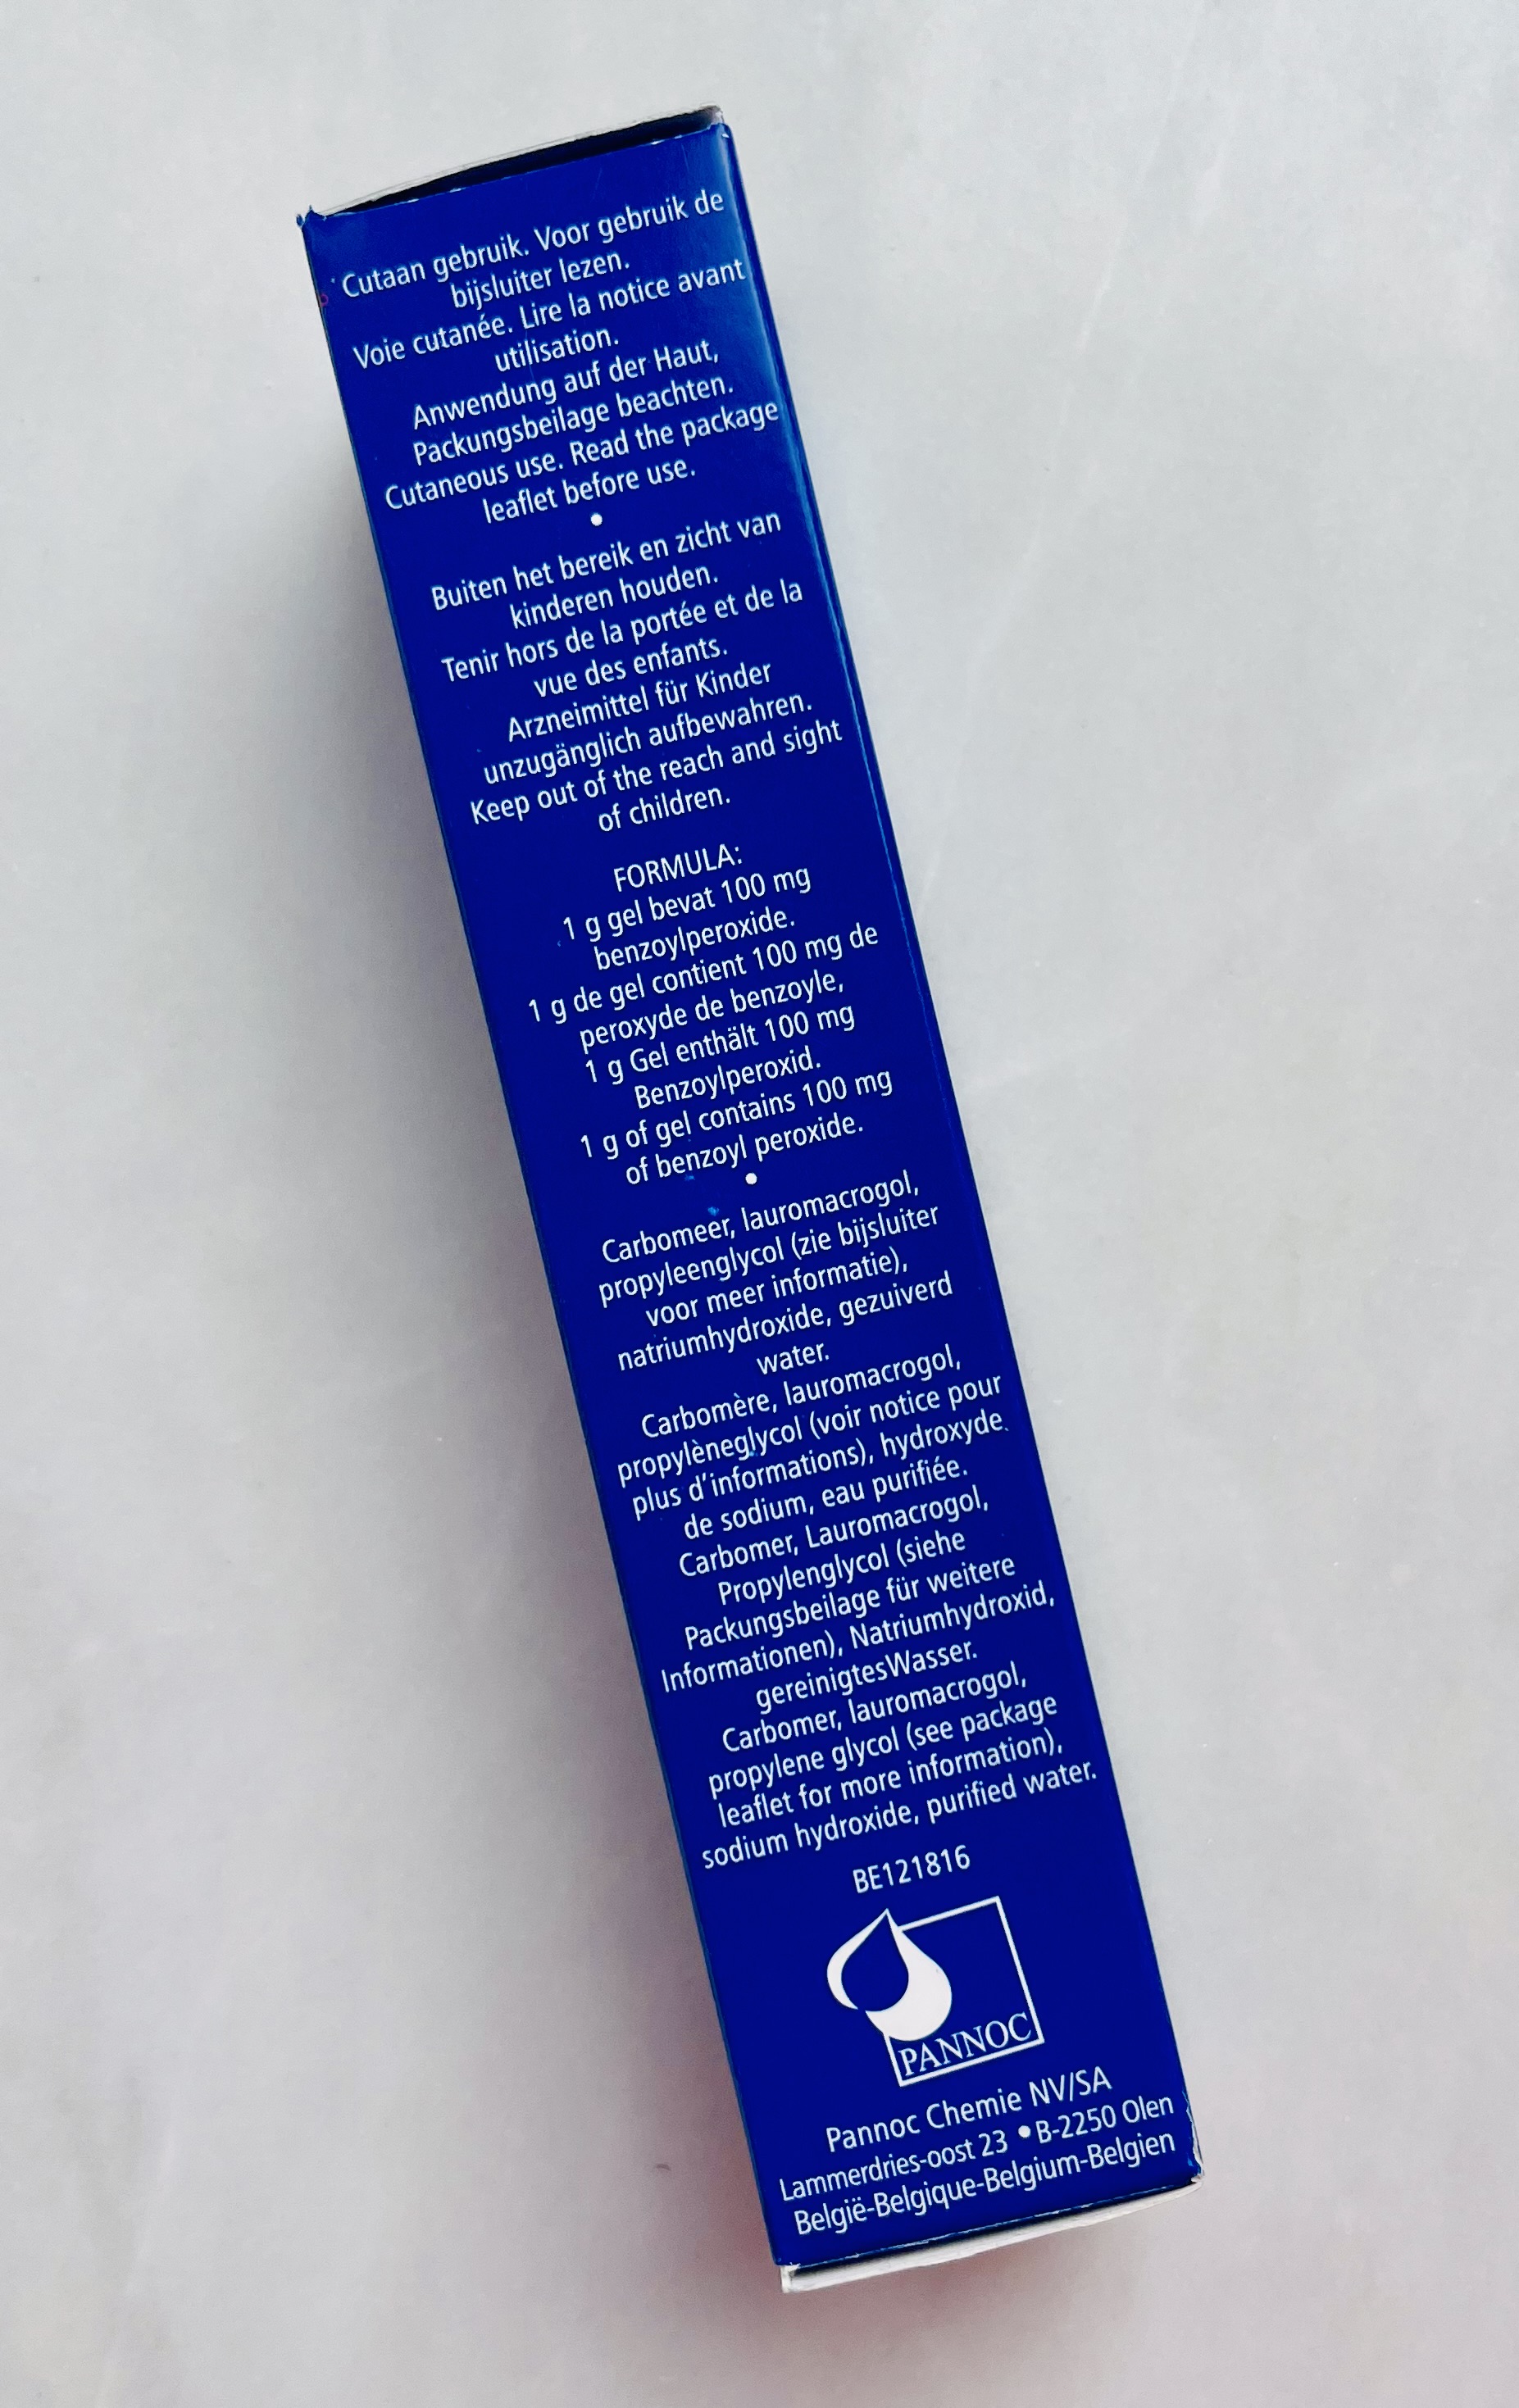 Cutaan gebruik. Voor gebruik de
bijsluiter lezen.
Voie cutanée. Lire la notice avant
utilisation.
Anwendung auf der Haut,
Packungsbeilage beachten.
Cutaneous use. Read the package
leaflet before use.
•
Buiten het bereik en zicht van
kinderen houden.
Tenir hors de la portée et de la
vue des enfants.
Arzneimittel für Kinder
unzugänglich aufbewahren.
Keep out of the reach and sight
of children.
FORMULA:
1 g gel bevat 100 mg
benzoylperoxide.
1 g de gel contient 100 mg de
peroxyde de benzoyle,
1 g Gel enthält 100 mg
Benzoylperoxid.
1 g of gel contains 100 mg
of benzoyl peroxide.
•
Carbomeer, lauromacrogol,
propyleenglycol (zie bijsluiter
voor meer informatie),
natriumhydroxide, gezuiverd
water.
Carbomère, lauromacrogol,
propylèneglycol (voir notice pour
plus d'informations), hydroxyde
de sodium, eau purifiée.
Carbomer, Lauromacrogol,
Propylenglycol (siehe
Packungsbeilage für weitere
Informationen), Natriumhydroxid,
gereinigtesWasser.
Carbomer, lauromacrogol,
propylene glycol (see package
leaflet for more information),
sodium hydroxide, purified water.
BE121816
PANNOC
Pannoc Chemie NV/SA
Lammerdries-oost 23 • B-2250 Olen
België-Belgique-Belgium-Belgien